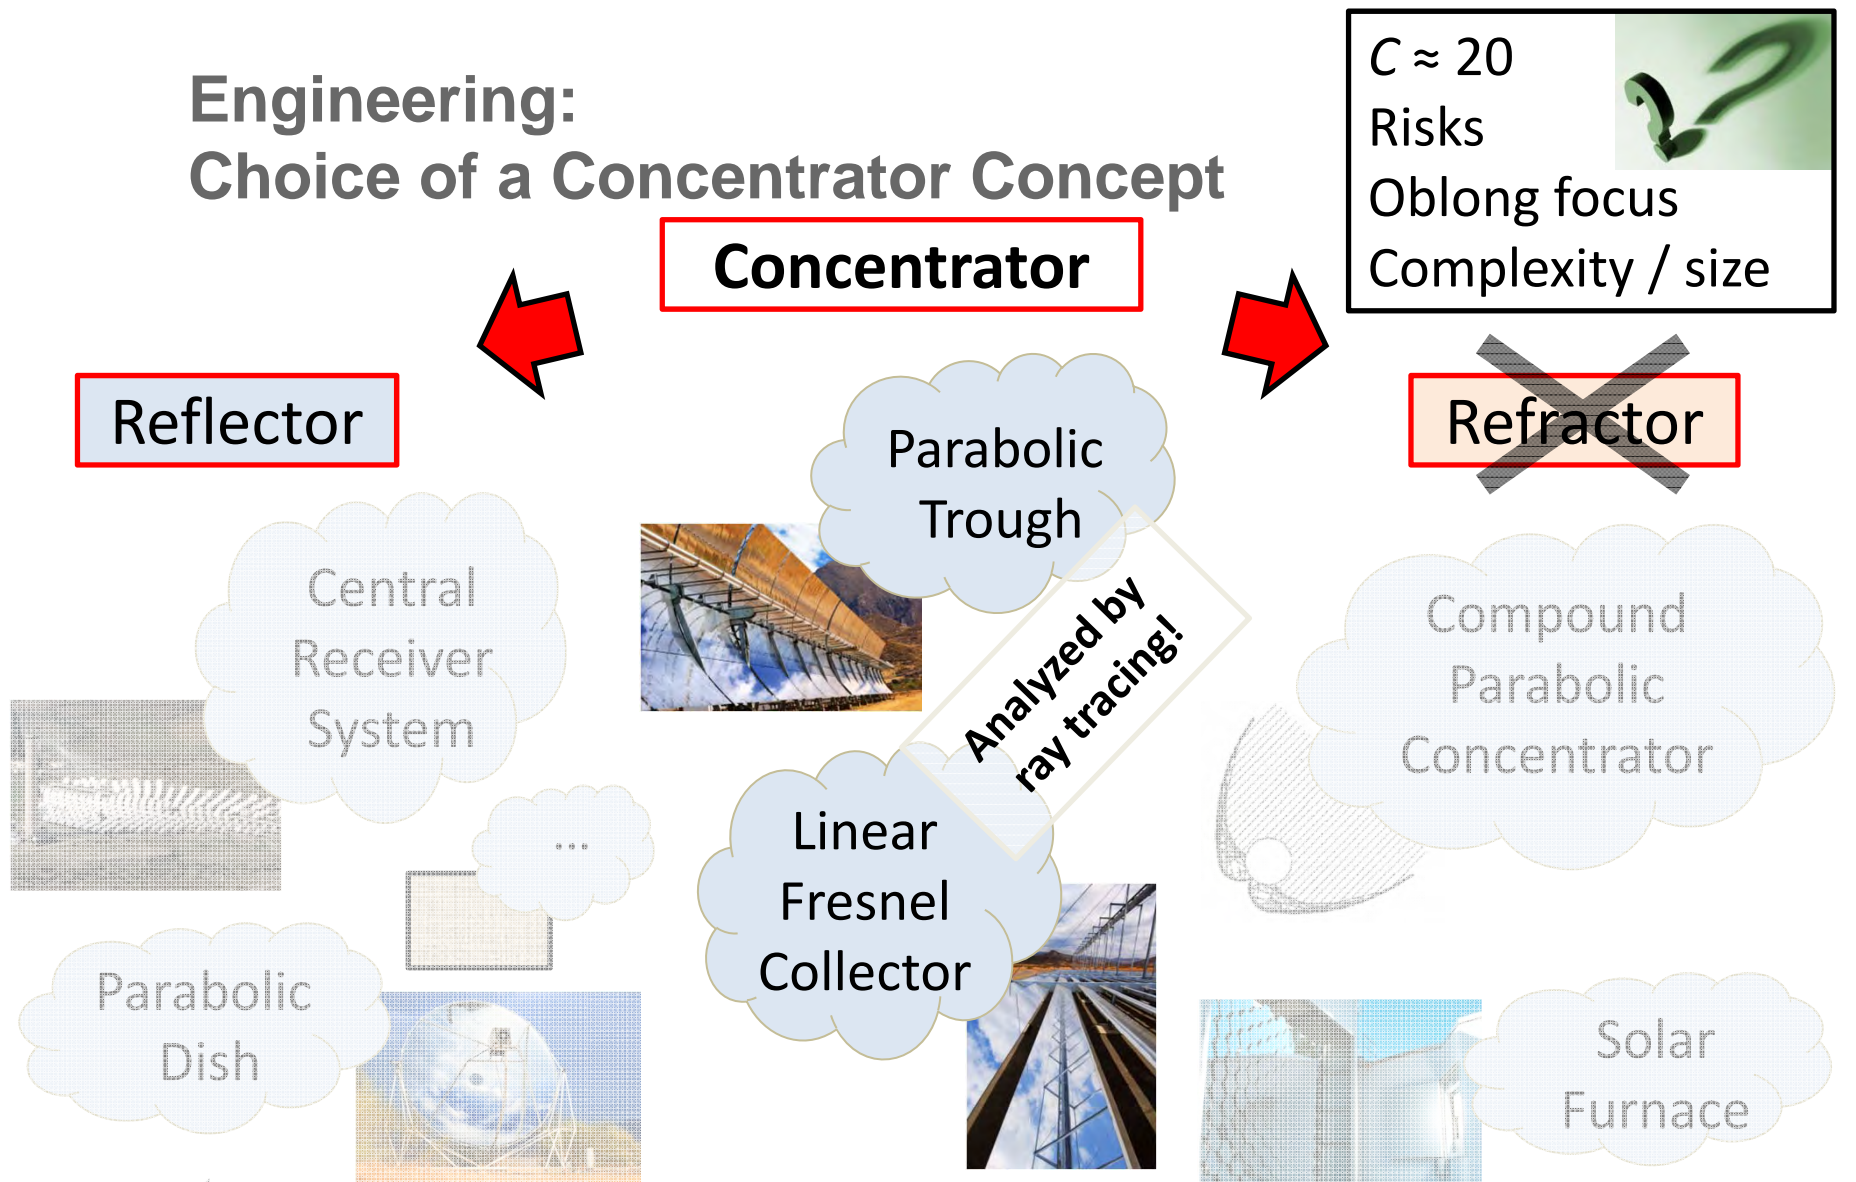 Engineering:
Choice of a Concentrator Concept
C ≈ 20
Risks
Oblong focus
Complexity / size
Concentrator
Reflector
Refractor
Parabolic
Trough
Central
Receiver
System
Analyzed by
ray tracing!
Compound
Parabolic
Concentrator
...
Linear
Fresnel
Collector
Parabolic
Dish
Solar
Furnace